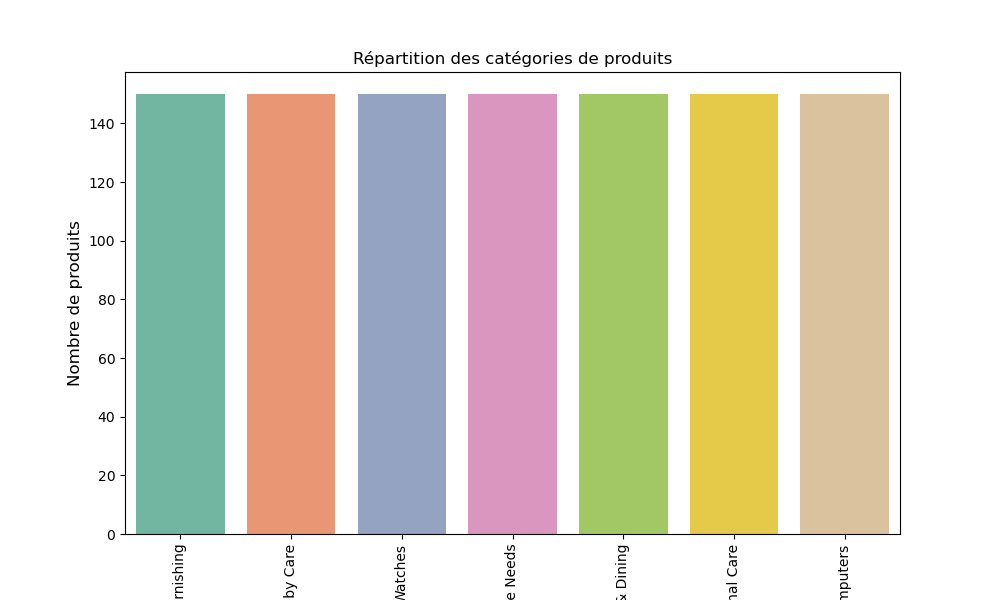 Répartition des catégories de produits
Nombre de produits
140
120
100
80
60
40
20
0
rnishing
by Care
Watches
e Needs
& Dining
nal Care
mputers